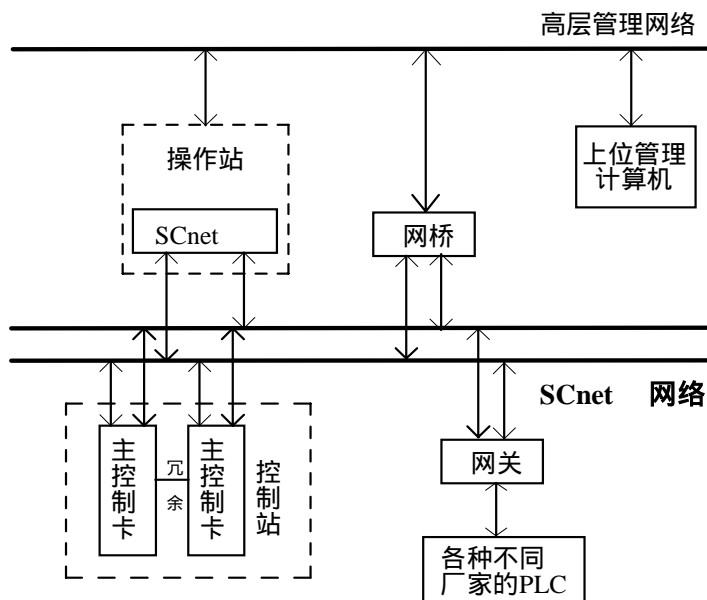 高层管理网络
操作站
SCnet
网桥
上位管理
计算机
SCnet 网络
主控制卡
冗余
主控制卡
控制站
网关
各种不同
厂家的PLC